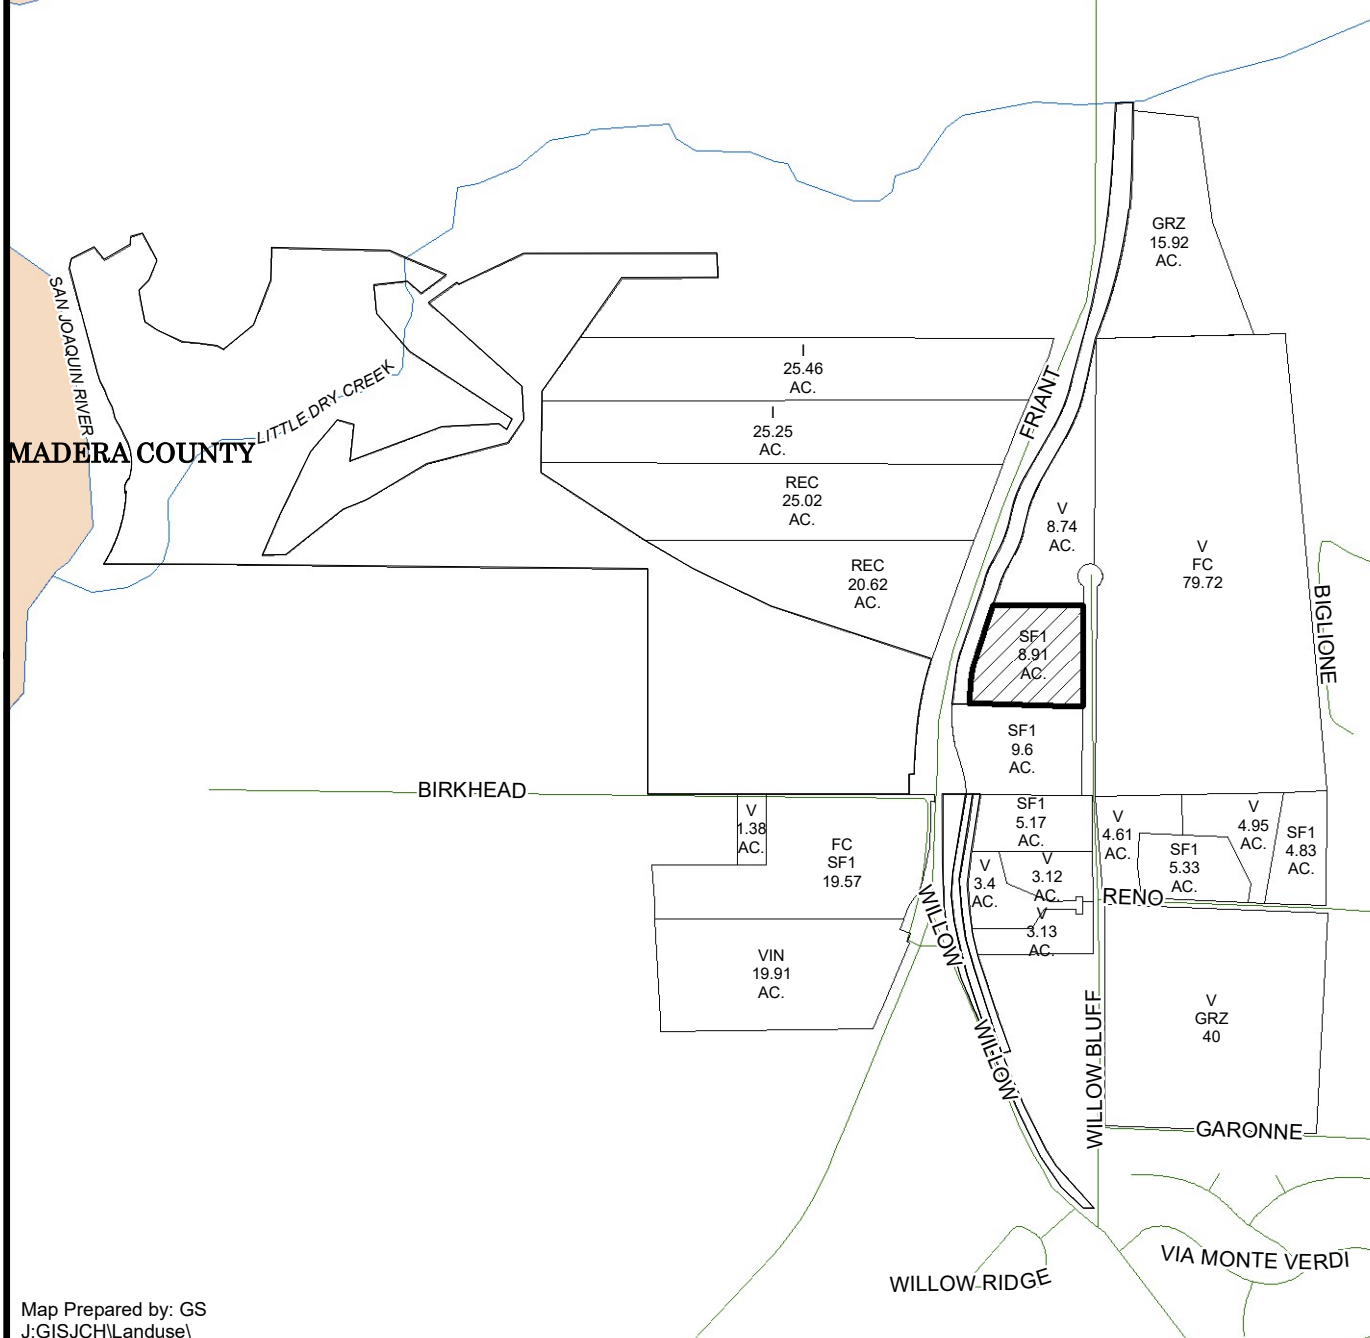 GRZ
15.92
AC.
SAN JOAQUIN RIVER
LITTLE DRY CREEK
MADERA COUNTY
I
25.46
AC.
I
25.25
AC.
REC
25.02
AC.
REC
20.62
AC.
FRIANT
V
8.74
AC.
V
FC
79.72
BIGLIONE
SF1
8.91
AC.
SF1
9.6
AC.
BIRKHEAD
V
1.38
AC.
FC
SF1
19.57
SF1
5.17
AC.
V
4.61
AC.
V
4.95
AC.
SF1
4.83
AC.
SF1
5.33
AC.
V
3.4
AC.
V
3.12
AC.
V
3.13
AC.
RENO
WILLOW
VIN
19.91
AC.
WILLOW
WILLOW BLUFF
V
GRZ
40
GARONNE
VIA MONTE VERDI
WILLOW RIDGE
Map Prepared by: GS
J:GISJCH\Landuse\